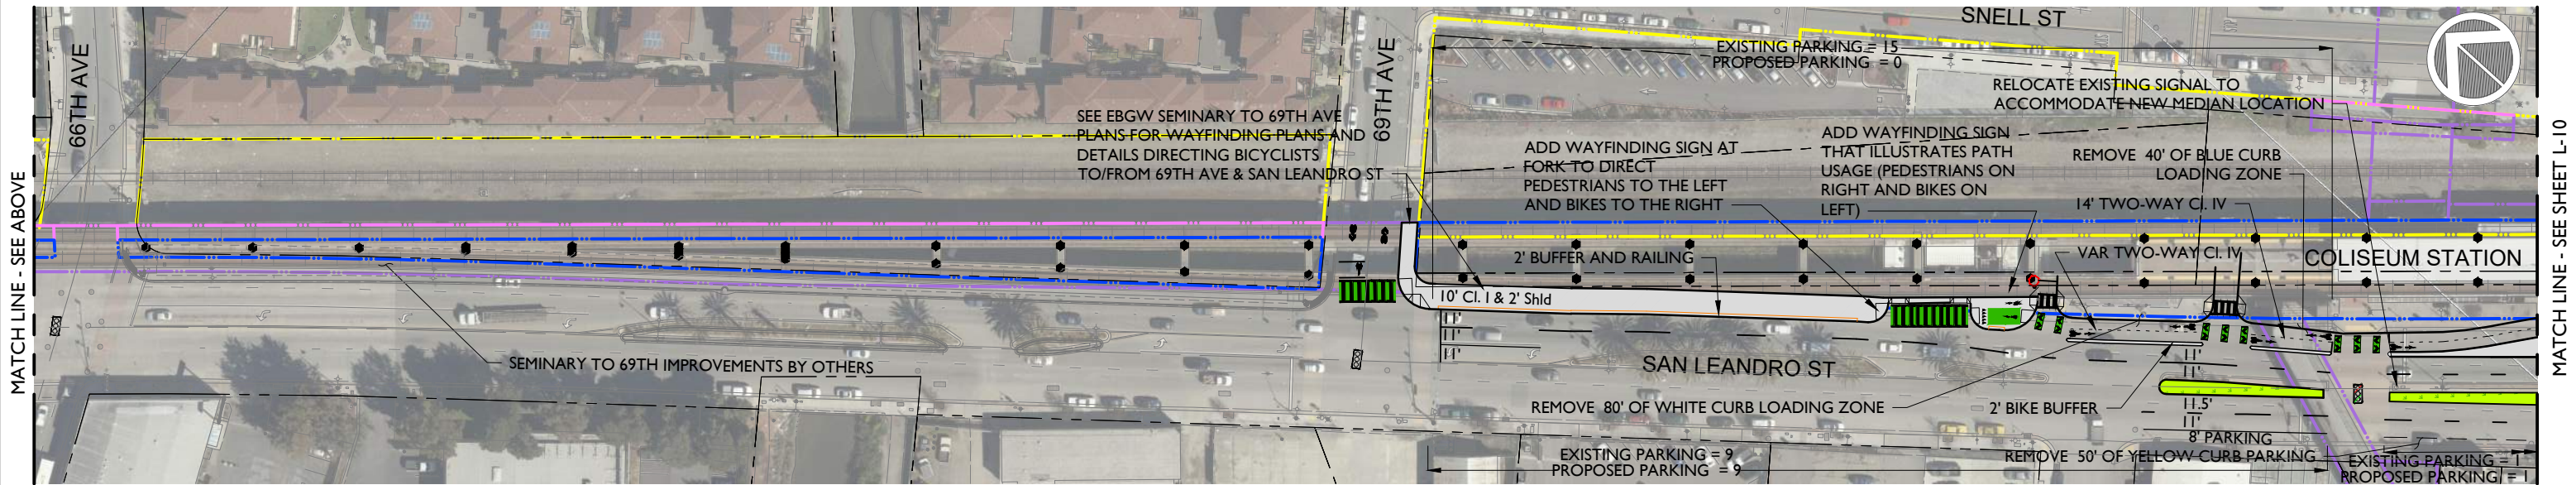 MATCH LINE - SEE ABOVE
66TH AVE
SEE EBGW SEMINARY TO 69TH AVE
PLANS FOR WAYFINDING PLANS AND
DETAILS DIRECTING BICYCLISTS
TO/FROM 69TH AVE & SAN LEANDRO ST
SEMINARY TO 69TH IMPROVEMENTS BY OTHERS
69TH AVE
SNELL ST
EXISTING PARKING = 15
PROPOSED PARKING = 0
RELOCATE EXISTING SIGNAL TO
ACCOMMODATE NEW MEDIAN LOCATION
ADD WAYFINDING SIGN AT
FORK TO DIRECT
PEDESTRIANS TO THE LEFT
AND BIKES TO THE RIGHT
ADD WAYFINDING SIGN
THAT ILLUSTRATES PATH
USAGE (PEDESTRIANS ON
RIGHT AND BIKES ON
LEFT)
REMOVE 40' OF BLUE CURB
LOADING ZONE
14' TWO-WAY Cl. IV
VAR TWO-WAY Cl. IV
COLISEUM STATION
2' BUFFER AND RAILING
10' Cl. I & 2' Shld
11'
11'
SAN LEANDRO ST
REMOVE 80' OF WHITE CURB LOADING ZONE
2' BIKE BUFFER
11'
11'
11.5'
8' PARKING
REMOVE 50' OF YELLOW CURB PARKING
EXISTING PARKING = 9
PROPOSED PARKING = 9
EXISTING PARKING = 1
PROPOSED PARKING = 1
MATCH LINE - SEE SHEET L-10